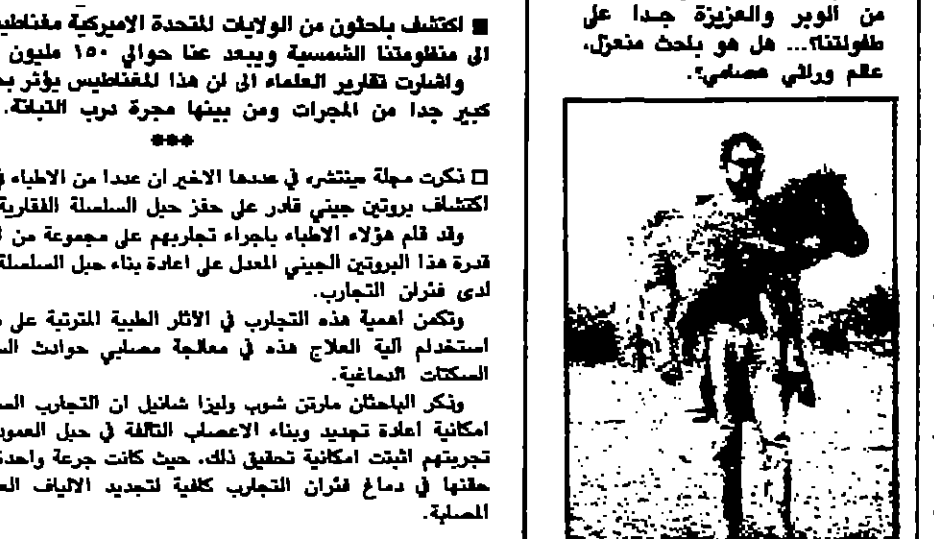 من الوبر والعزيزة جدا على
طفولتنا؟... هل هو باحث منعزل،
عالم وراثي عصامي؟.
■ اكتشف باحثون من الولايات المتحدة الاميركية مغناطيس
الى منظومتنا الشمسية ويبعد عنا حوالي ١٥٠ مليون
واشارت تقارير العلماء الى ان هذا المغناطيس يؤثر بـ
كبير جدا من المجرات ومن بينها مجرة درب التبانة.
***
□ ذكرت مجلة «ينتشر» في عددها الاخير ان عددا من الاطباء في
اكتشاف بروتين جيني قادر على حفز حبل السلسلة الفقارية
وقد قام هؤلاء الاطباء باجراء تجاربهم على مجموعة من
قدرة هذا البروتين الجيني المعدل على اعادة بناء حبل السلسلة
لدى فئران التجارب.
وتكمن اهمية هذه التجارب في الآثار الطبية المترتبة على
استخدام آلية العلاج هذه في معالجة مصابي حوادث
السكتات الدماغية.
وذكر الباحثان مارتن شوب وليزا شانيل ان التجارب
امكانية اعادة تجديد وبناء الاعصاب التالفة في حبل العمود
تجربتهم اثبتت امكانية تحقيق ذلك، حيث كانت جرعة واحدة
حقنها في دماغ فئران التجارب كافية لتجديد الالياف
المصابة.